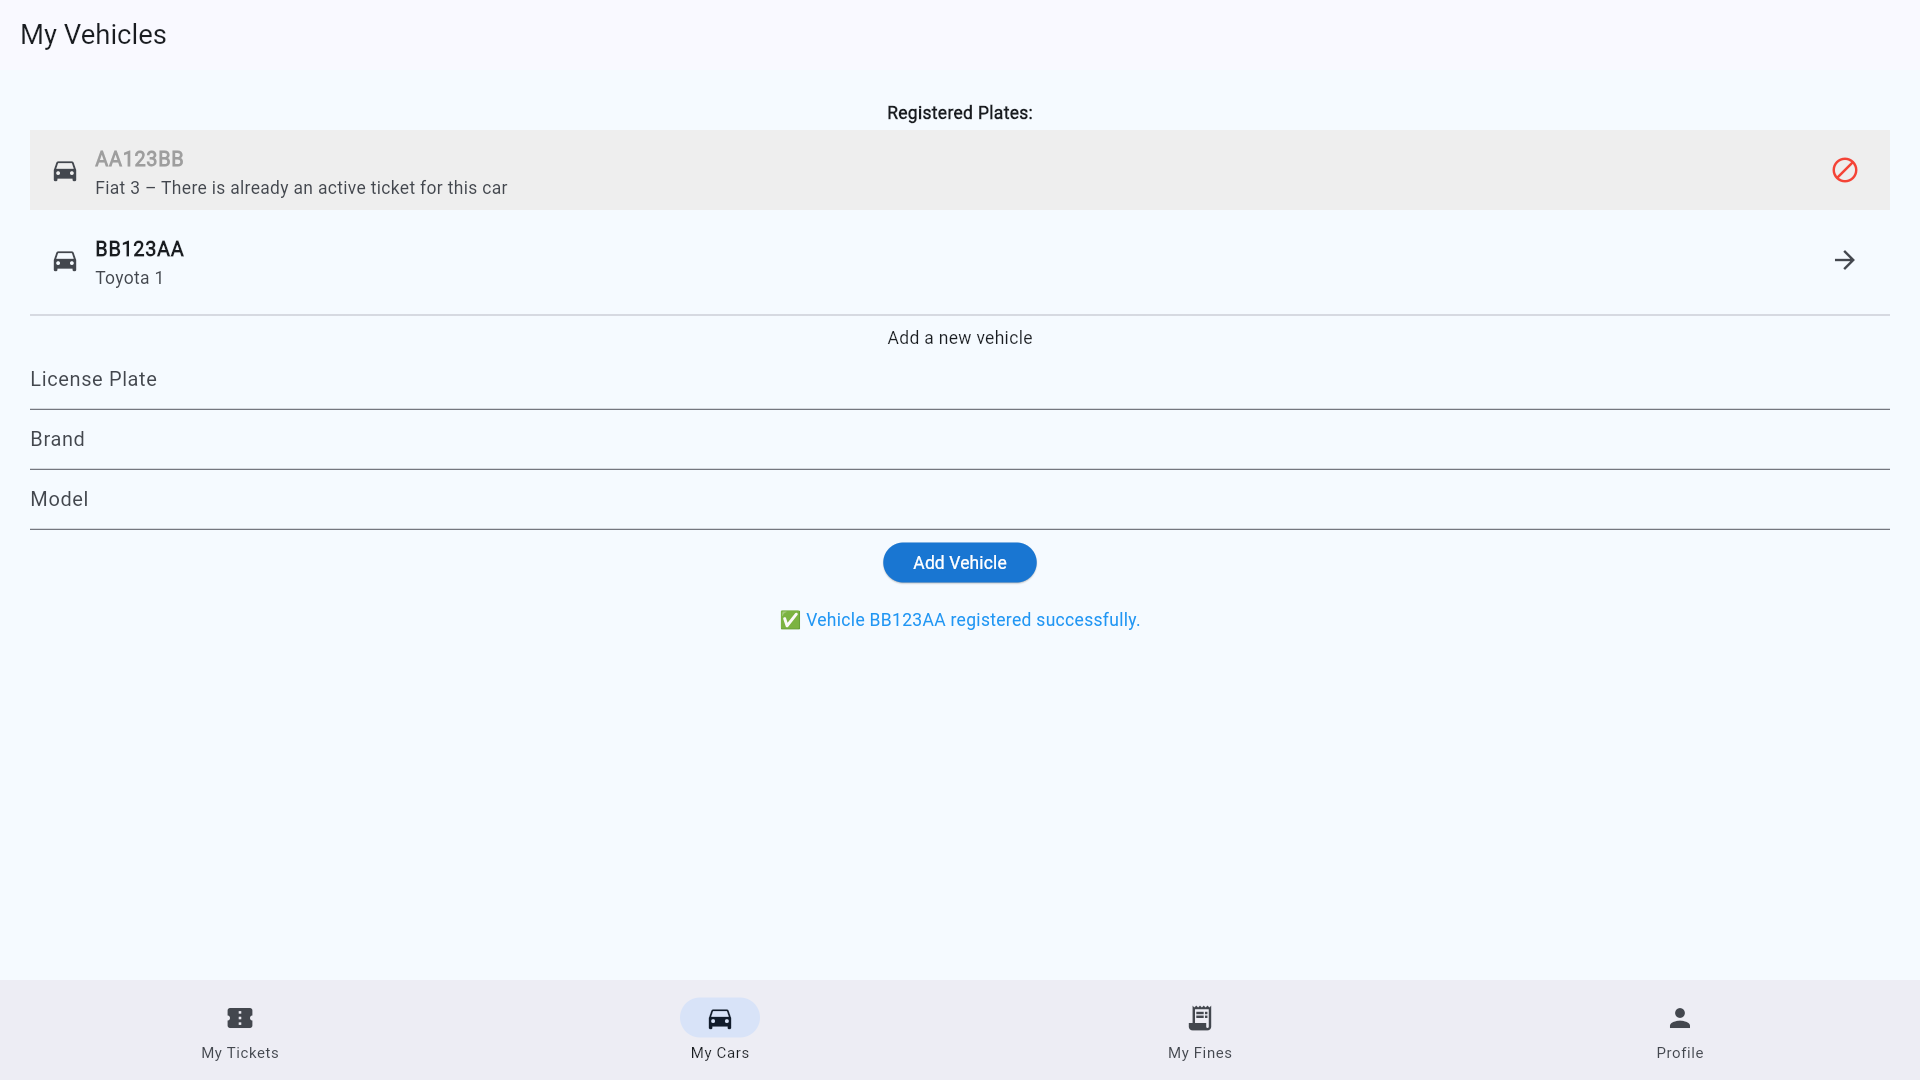 My Vehicles
Registered Plates:
AA123BB
Fiat 3 – There is already an active ticket for this car
BB123AA
Toyota 1
Add a new vehicle
License Plate
Brand
Model
Add Vehicle
✅ Vehicle BB123AA registered successfully.
My Tickets
My Cars
My Fines
Profile